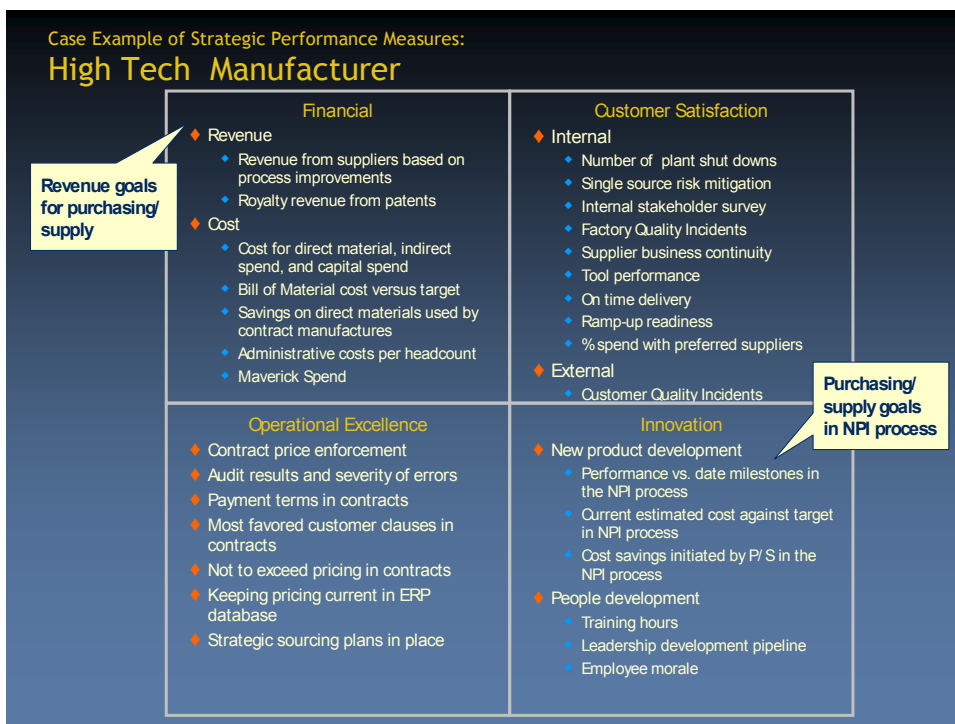 Case Example of Strategic Performance Measures:
High Tech Manufacturer
Revenue goals
for purchasing/
supply
Financial
Revenue
Revenue from suppliers based on
process improvements
Royalty revenue from patents
Cost
Cost for direct material, indirect
spend, and capital spend
Bill of Material cost versus target
Savings on direct materials used by
contract manufactures
Administrative costs per headcount
Maverick Spend
Customer Satisfaction
Internal
Number of plant shut downs
Single source risk mitigation
Internal stakeholder survey
Factory Quality Incidents
Supplier business continuity
Tool performance
On time delivery
Ramp-up readiness
% spend with preferred suppliers
External
Customer Quality Incidents
Purchasing/
supply goals
in NPI process
Operational Excellence
Contract price enforcement
Audit results and severity of errors
Payment terms in contracts
Most favored customer clauses in
contracts
Not to exceed pricing in contracts
Keeping pricing current in ERP
database
Strategic sourcing plans in place
Innovation
New product development
Performance vs. date milestones in
the NPI process
Current estimated cost against target
in NPI process
Cost savings initiated by P/S in the
NPI process
People development
Training hours
Leadership development pipeline
Employee morale